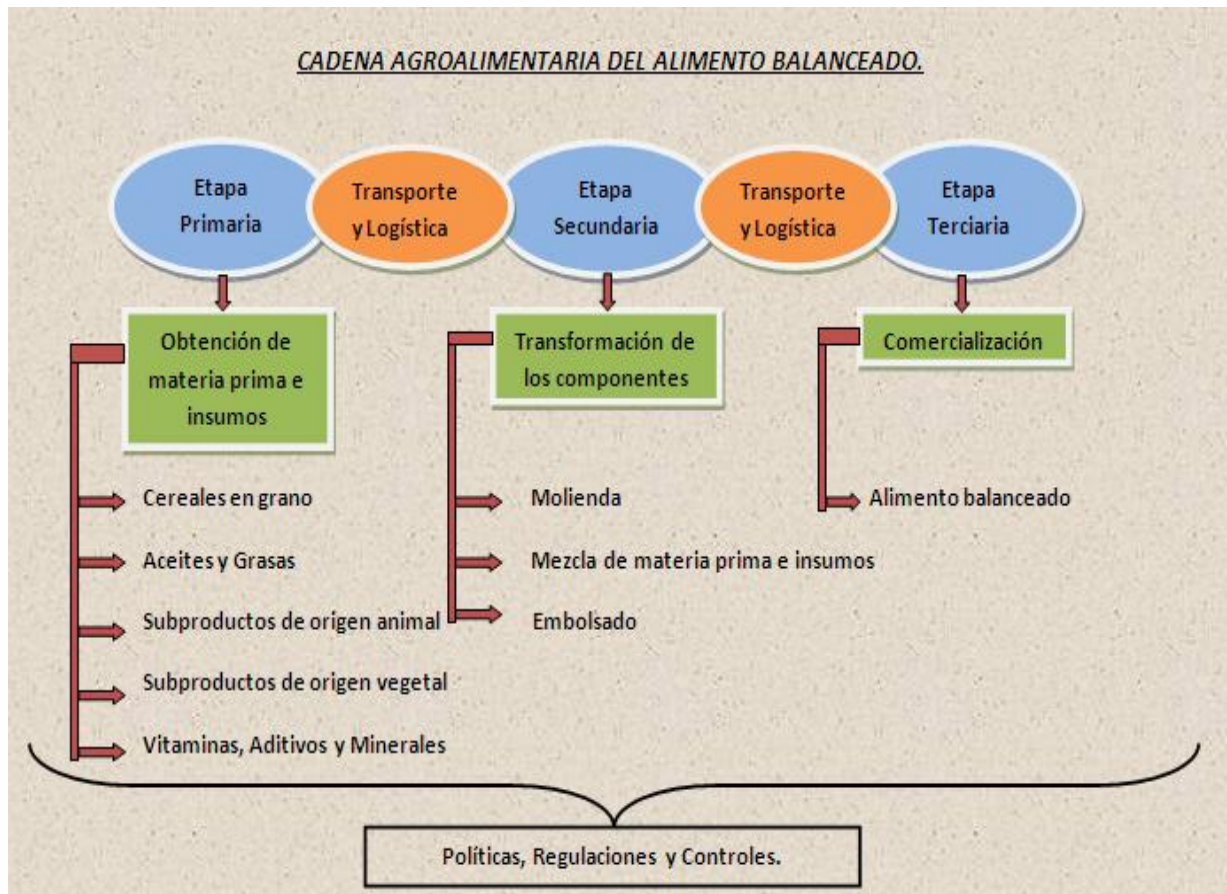 CADENA AGROALIMENTARIA DEL ALIMENTO BALANCEADO.
Etapa
Primaria
Transporte
y Logística
Etapa
Secundaria
Transporte
y Logística
Etapa
Terciaria
Obtención de
materia prima e
insumos
Transformación de
los componentes
Comercialización
Cereales en grano
Aceites y Grasas
Subproductos de origen animal
Subproductos de origen vegetal
Vitaminas, Aditivos y Minerales
Molienda
Mezcla de materia prima e insumos
Embolsado
Alimento balanceado
Políticas, Regulaciones y Controles.